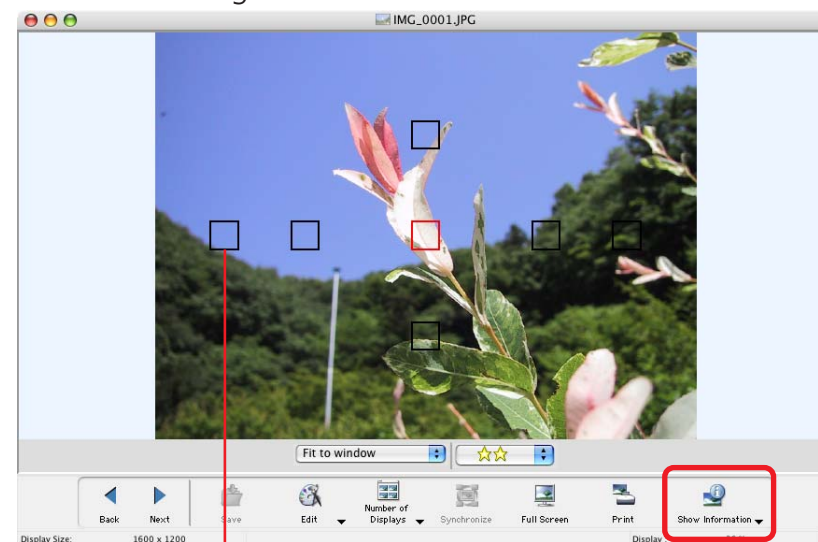 IMG_0001.JPG
Fit to window
Back
Next
Save
Edit
Number of
Displays
Synchronize
Full Screen
Print
Show Information
Display Size:
1600 x 1200
Display